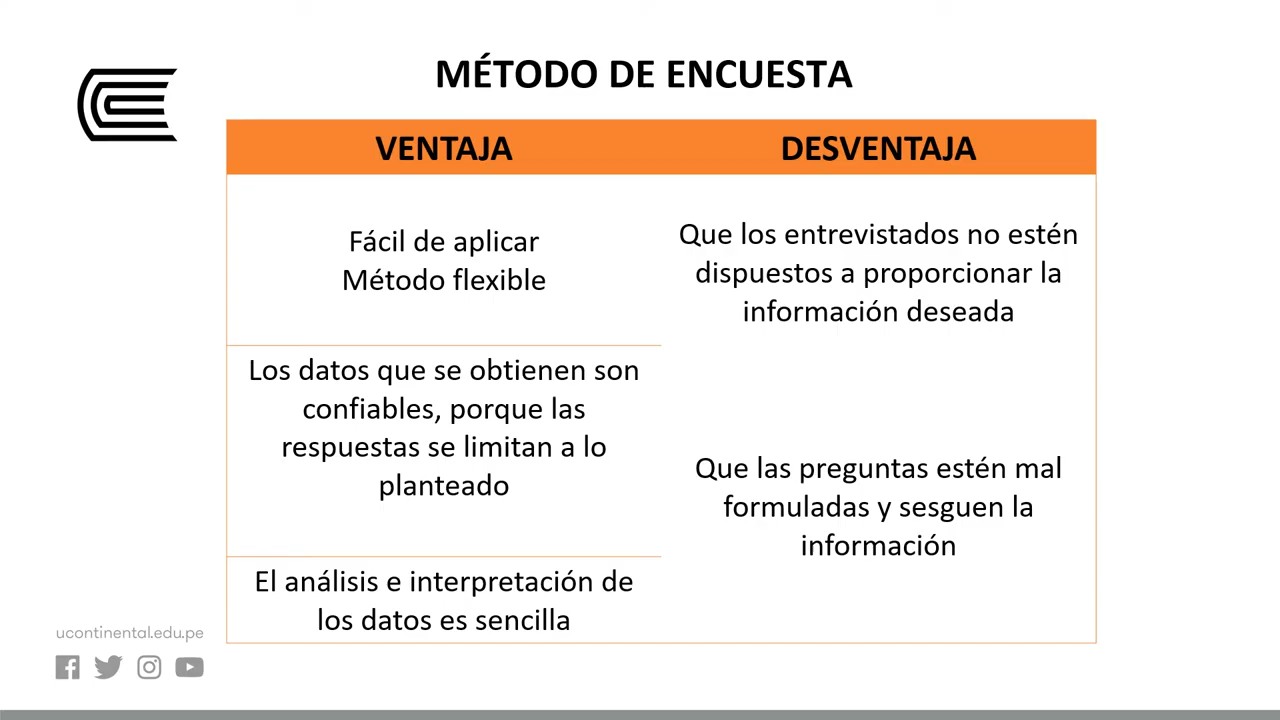 MÉTODO DE ENCUESTA
VENTAJA
DESVENTAJA
Fácil de aplicar
Método flexible
Que los entrevistados no estén
dispuestos a proporcionar la
información deseada
Los datos que se obtienen son
confiables, porque las
respuestas se limitan a lo
planteado
Que las preguntas estén mal
formuladas y sesguen la
información
El análisis e interpretación de
los datos es sencilla
ucontinental.edu.pe